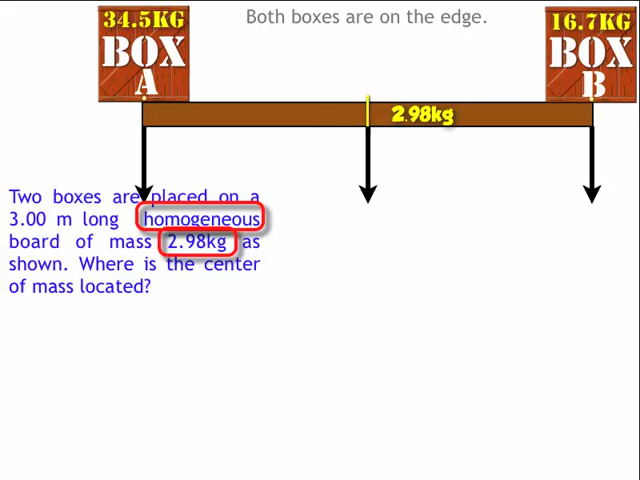 Both boxes are on the edge.
34.5KG
BOX
A
16.7KG
BOX
B
2.98kg
Two boxes are placed on a
3.00 m long homogeneous
board of mass 2.98kg as
shown. Where is the center
of mass located?